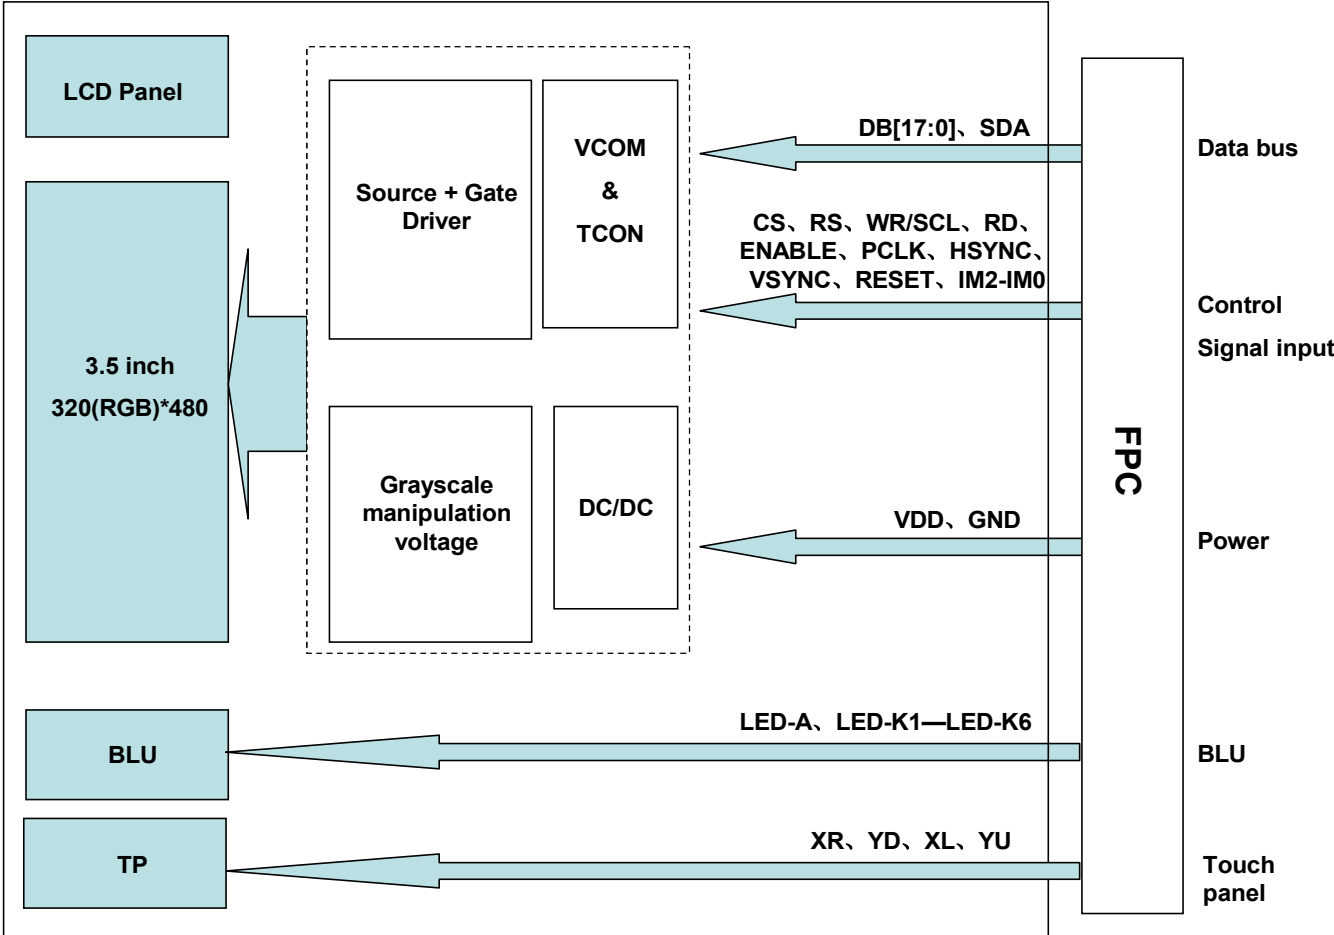 LCD Panel
3.5 inch
320(RGB)*480
BLU
TP
Source + Gate
Driver
VCOM
&
TCON
Grayscale
manipulation
voltage
DC/DC
DB[17:0]、SDA
CS、RS、WR/SCL、RD、
ENABLE、PCLK、HSYNC、
VSYNC、RESET、IM2-IM0
VDD、GND
LED-A、LED-K1—LED-K6
XR、YD、XL、YU
FPC
Data bus
Control
Signal input
Power
BLU
Touch
panel